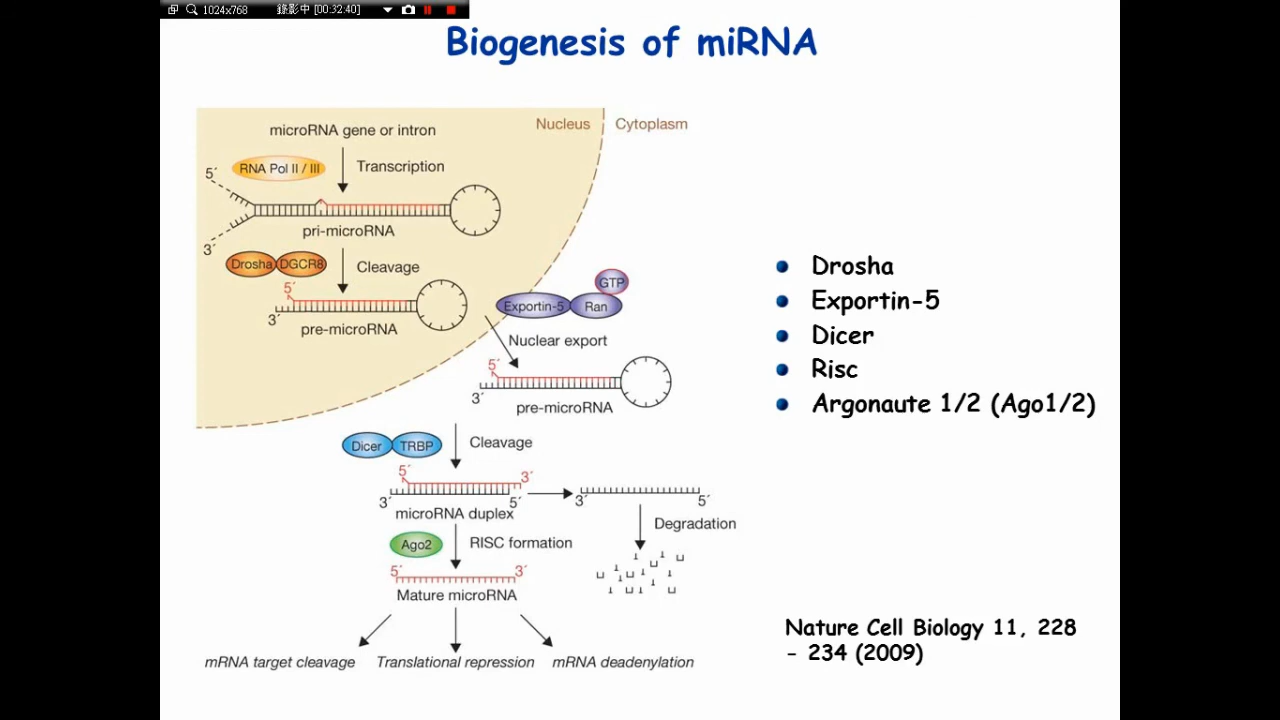 1024x768 錄影中 [00:32:40]
Biogenesis of miRNA
Nucleus Cytoplasm
microRNA gene or intron
RNA Pol II / III
Transcription
5´
3´
pri-microRNA
Drosha DGCR8
Cleavage
5´
3´
pre-microRNA
GTP
Exportin-5 Ran
Nuclear export
5´
3´
pre-microRNA
Dicer TRBP
Cleavage
5´ 3´
3´ 5´
microRNA duplex
3´ 5´
Degradation
Ago2
RISC formation
5´ 3´
Mature microRNA
mRNA target cleavage Translational repression mRNA deadenylation
Drosha
Exportin-5
Dicer
Risc
Argonaute 1/2 (Ago1/2)
Nature Cell Biology 11, 228
- 234 (2009)